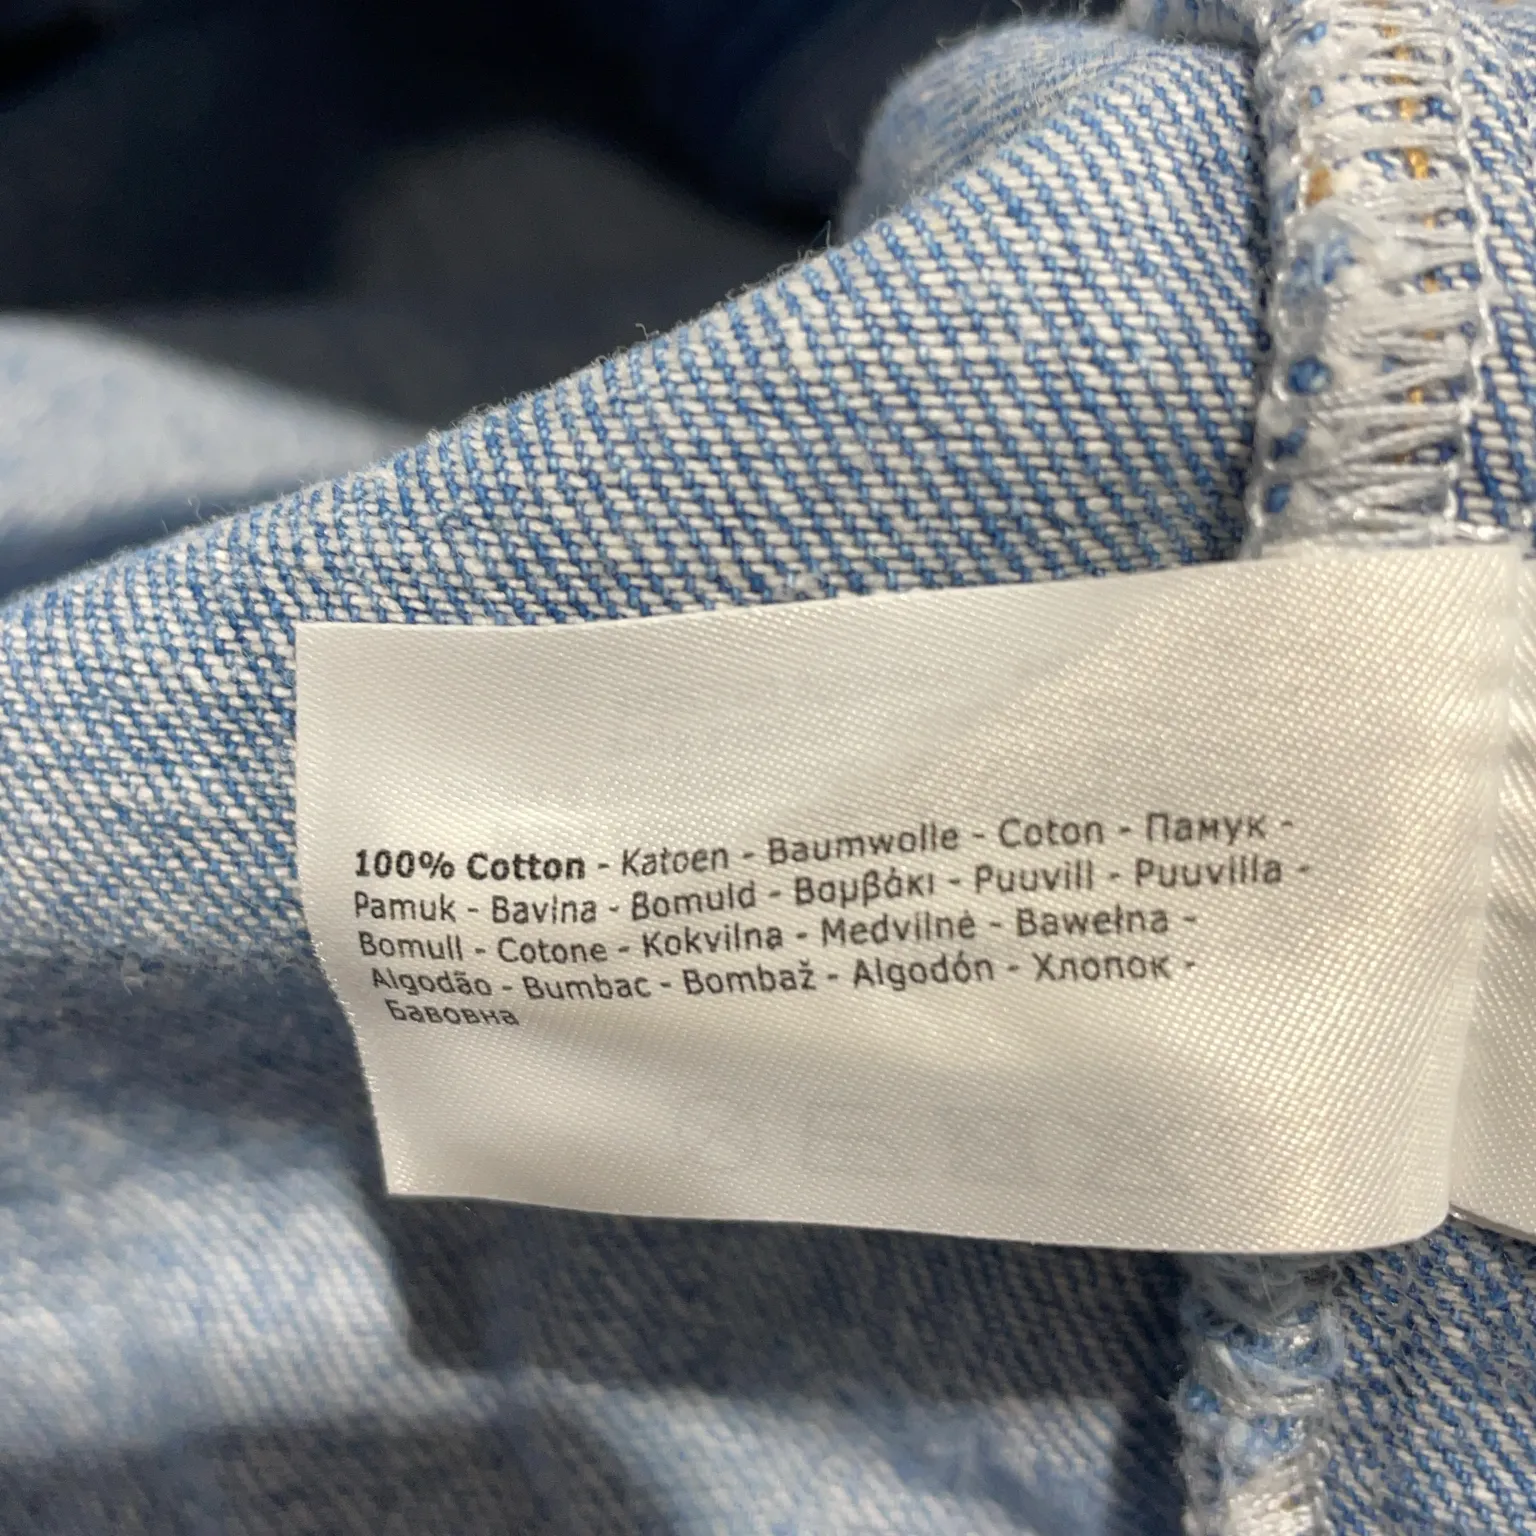 100% Cotton - Katoen - Baumwolle - Coton - Памук -
Pamuk - Bavlna - Bomuld - Βαμβάκι - Puuvill - Puuvilla -
Bomull - Cotone - Kokvilna - Medvilnė - Bawełna -
Algodão - Bumbac - Bombaž - Algodón - Хлопок -
Бавовна